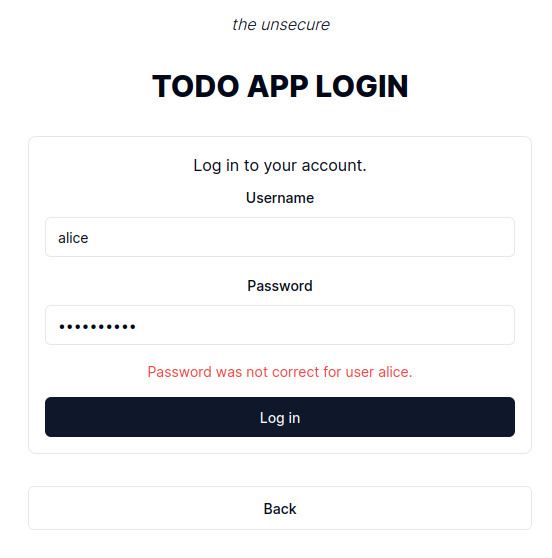 the unsecure
TODO APP LOGIN
Log in to your account.
Username
alice
Password
••••••••••
Password was not correct for user alice.
Log in
Back